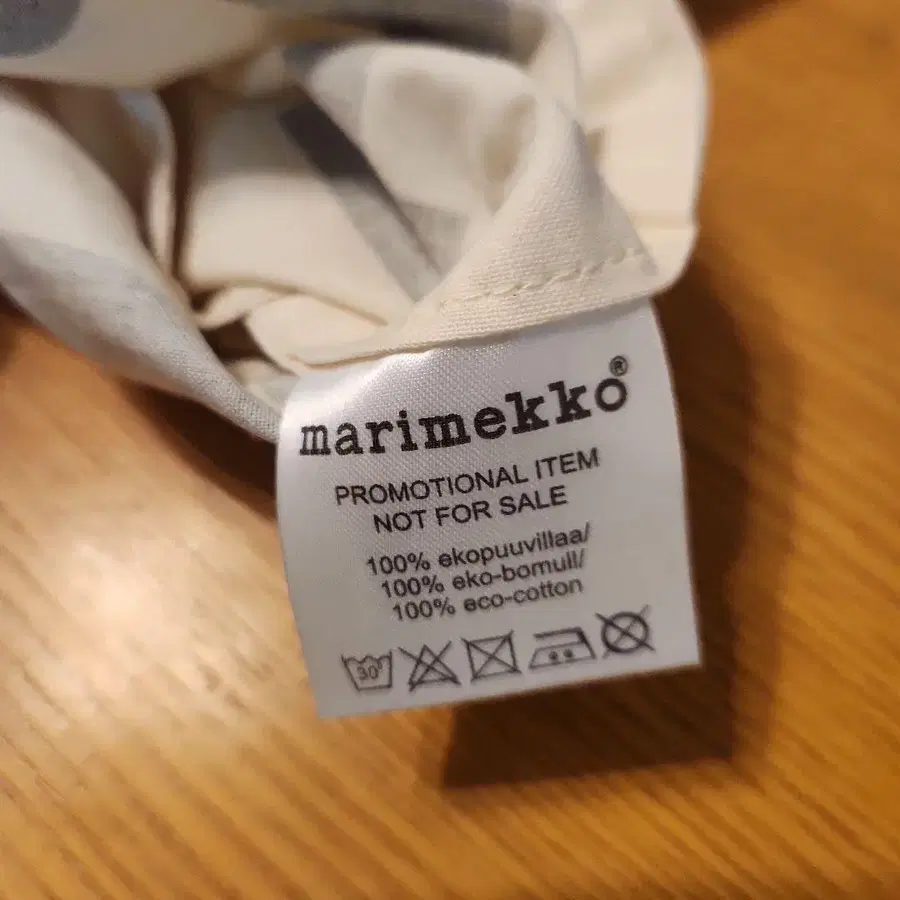 marimekko®
PROMOTIONAL ITEM
NOT FOR SALE
100% ekopuuvillaa/
100% eko-bomull/
100% eco-cotton
30°